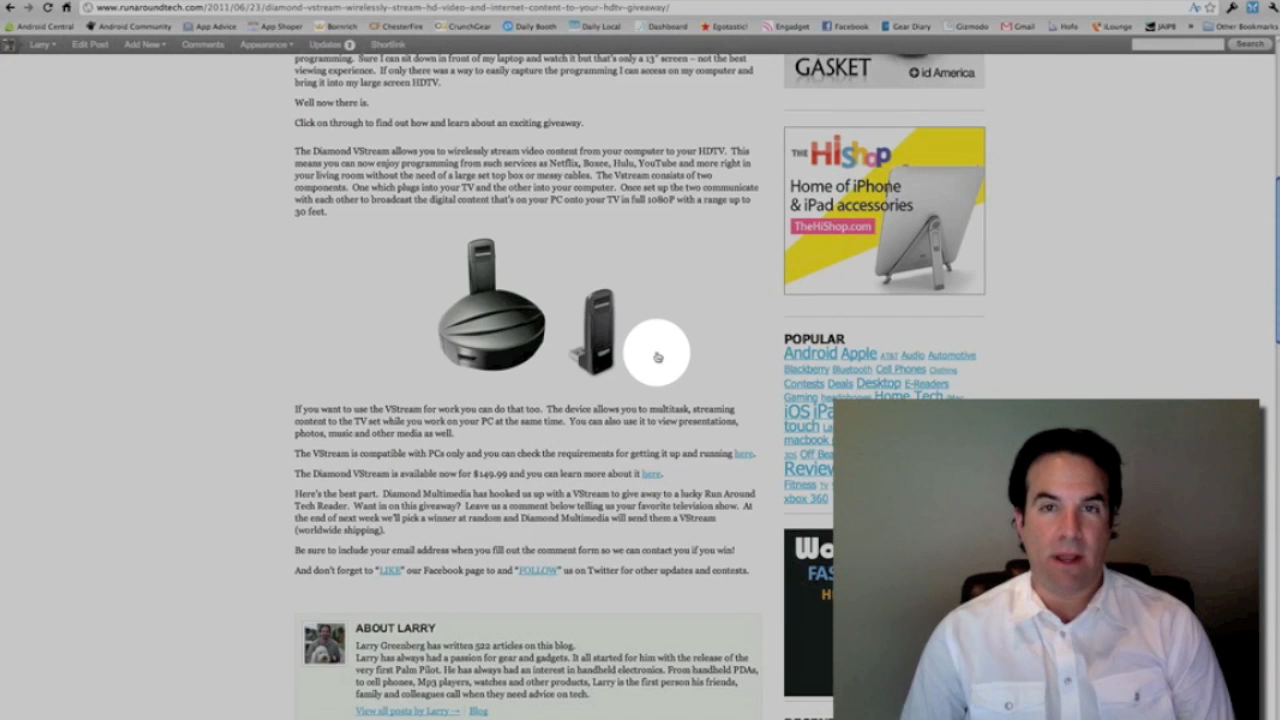 www.runaroundtech.com/2011/06/23/diamond-vstream-wirelessly-stream-hd-video-and-internet-content-to-your-hdtv-giveaway/
Android Central Android Community App Advice App Shopper Bornrich ChesterFire CrunchGear Daily Booth Daily Local Dashboard Egotastic! Engadget Facebook Gear Diary Gizmodo Gmail Hofo iLounge JAIPB » Other Bookmarks
Larry Edit Post Add New Comments Appearance Updates Shortlink Search
programming. Sure I can sit down in front of my laptop and watch it but that's only a 13" screen – not the best
viewing experience. If only there was a way to easily capture the programming I can access on my computer and
bring it into my large screen HDTV.
Well now there is.
Click on through to find out how and learn about an exciting giveaway.
The Diamond VStream allows you to wirelessly stream video content from your computer to your HDTV. This
means you can now enjoy programming from such services as Netflix, Boxee, Hulu, YouTube and more right in
your living room without the need of a large set top box or messy cables. The Vstream consists of two
components. One which plugs into your TV and the other into your computer. Once set up the two communicate
with each other to broadcast the digital content that's on your PC onto your TV in full 1080P with a range up to
30 feet.
If you want to use the VStream for work you can do that too. The device allows you to multitask, streaming
content to the TV set while you work on your PC at the same time. You can also use it to view presentations,
photos, music and other media as well.
The VStream is compatible with PCs only and you can check the requirements for getting it up and running here.
The Diamond VStream is available now for $149.99 and you can learn more about it here.
Here's the best part. Diamond Multimedia has hooked us up with a VStream to give away to a lucky Run Around
Tech Reader. Want in on this giveaway? Leave us a comment below telling us your favorite television show. At
the end of next week we'll pick a winner at random and Diamond Multimedia will send them a VStream
(worldwide shipping).
Be sure to include your email address when you fill out the comment form so we can contact you if you win!
And don't forget to "LIKE" our Facebook page to and "FOLLOW" us on Twitter for other updates and contests.
ABOUT LARRY
Larry Greenberg has written 522 articles on this blog.
Larry has always had a passion for gear and gadgets. It all started for him with the release of the
very first Palm Pilot. He has always had an interest in handheld electronics. From handheld PDAs,
to cell phones, Mp3 players, watches and other products, Larry is the first person his friends,
family and colleagues call when they need advice on tech.
View all posts by Larry → Blog
GASKET id America
THE HiShop
Home of iPhone
& iPad accessories
TheHiShop.com
POPULAR
Android Apple AT&T Audio Automotive
Blackberry Bluetooth Cell Phones Clothing
Contests Deals Desktop E-Readers
Gaming headphones Home Tech iMac
iOS iPa
touch
macbook
Off Bea
Review
Fitness TV
xbox 360
Wo
FAS
H